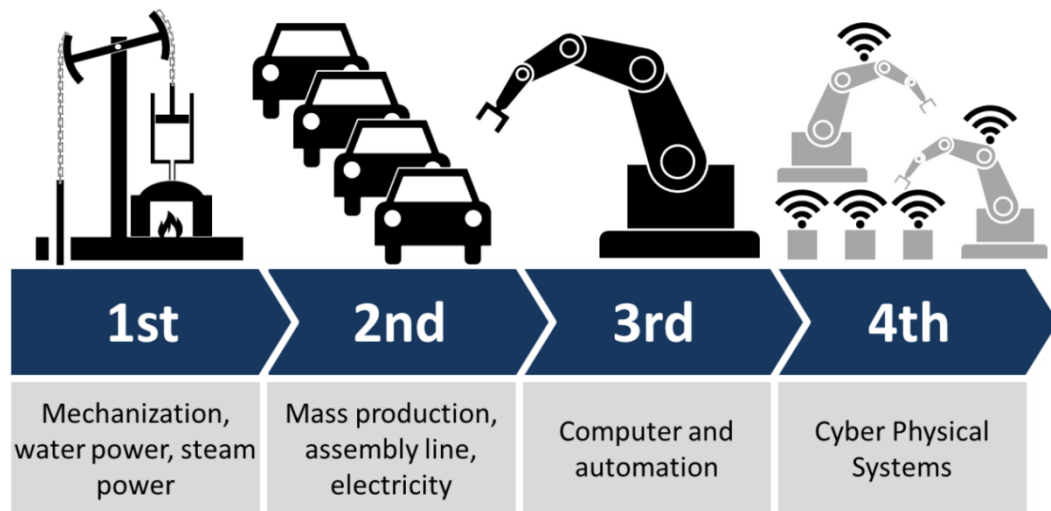 1st
2nd
3rd
4th
Mechanization,
water power, steam
power
Mass production,
assembly line,
electricity
Computer and
automation
Cyber Physical
Systems